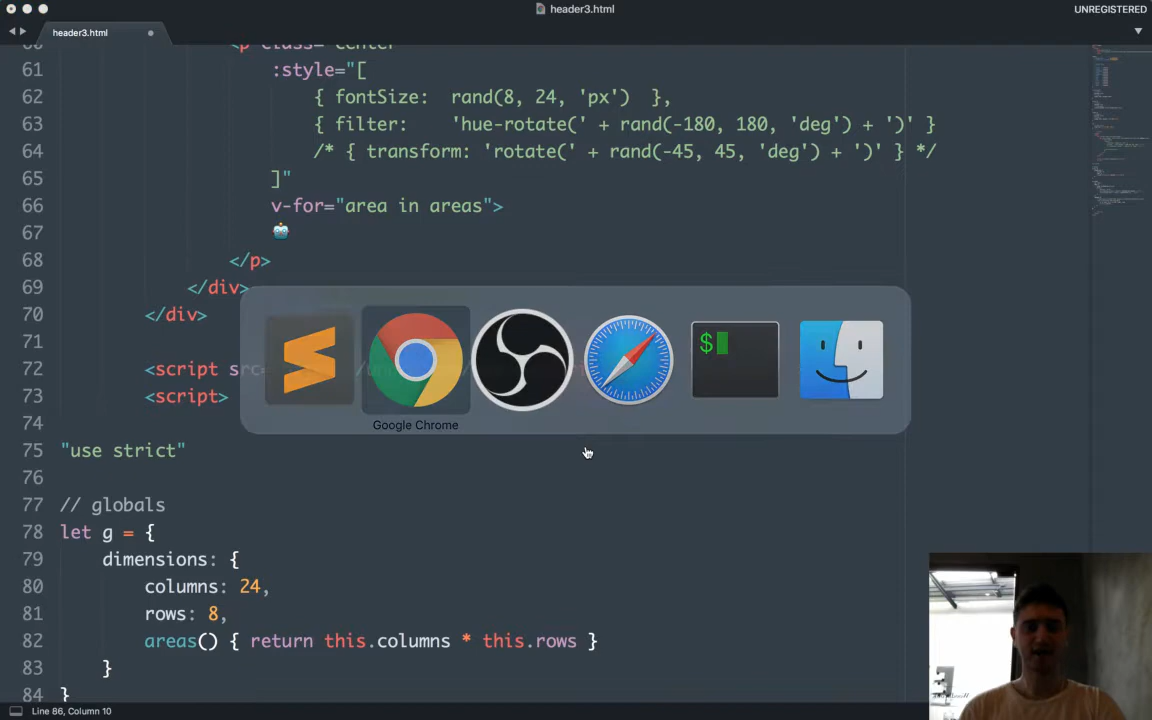 header3.html
UNREGISTERED
header3.html
61 :style="[
62 { fontSize: rand(8, 24, 'px') },
63 { filter: 'hue-rotate(' + rand(-180, 180, 'deg') + ')' }
64 /* { transform: 'rotate(' + rand(-45, 45, 'deg') + ')' } */
65 ]"
66 v-for="area in areas">
67 🤖
68 </p>
69 </div>
70 </div>
71
72 <script src=
73 <script>
$
Google Chrome
74
75 "use strict"
76
77 // globals
78 let g = {
79 dimensions: {
80 columns: 24,
81 rows: 8,
82 areas() { return this.columns * this.rows }
83 }
84 }
Line 86, Column 10